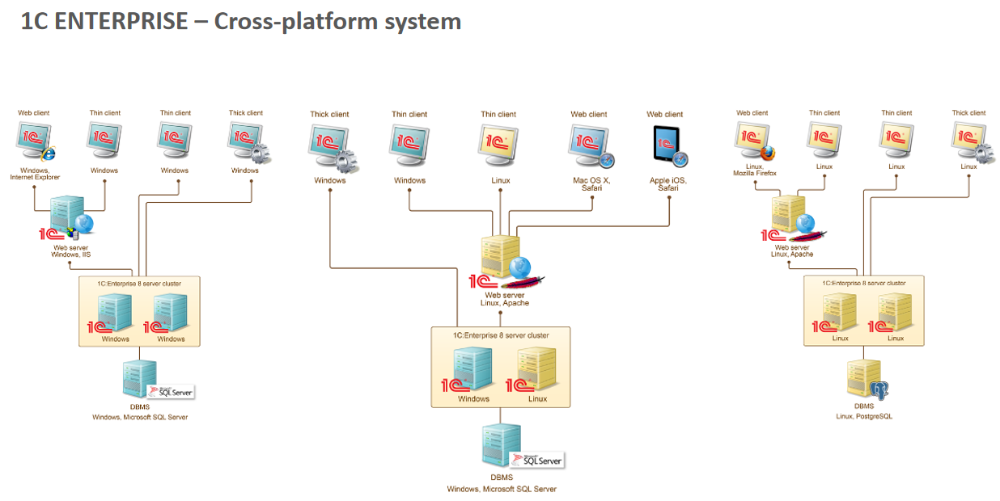 1C ENTERPRISE – Cross-platform system
Web client
Thin client
Thin client
Thick client
Windows,
Internet Explorer
Windows
Windows
Windows
Web server
Windows, IIS
1C:Enterprise 8 server cluster
Windows
Windows
Microsoft
SQL Server
DBMS
Windows, Microsoft SQL Server
Thick client
Thin client
Thin client
Web client
Web client
Windows
Windows
Linux
Mac OS X,
Safari
Apple iOS,
Safari
Web server
Linux, Apache
1C:Enterprise 8 server cluster
Windows
Linux
Microsoft
SQL Server
DBMS
Windows, Microsoft SQL Server
Web client
Thin client
Thin client
Thick client
Linux,
Mozilla Firefox
Linux
Linux
Linux
Web server
Linux, Apache
1C:Enterprise 8 server cluster
Linux
Linux
DBMS
Linux, PostgreSQL